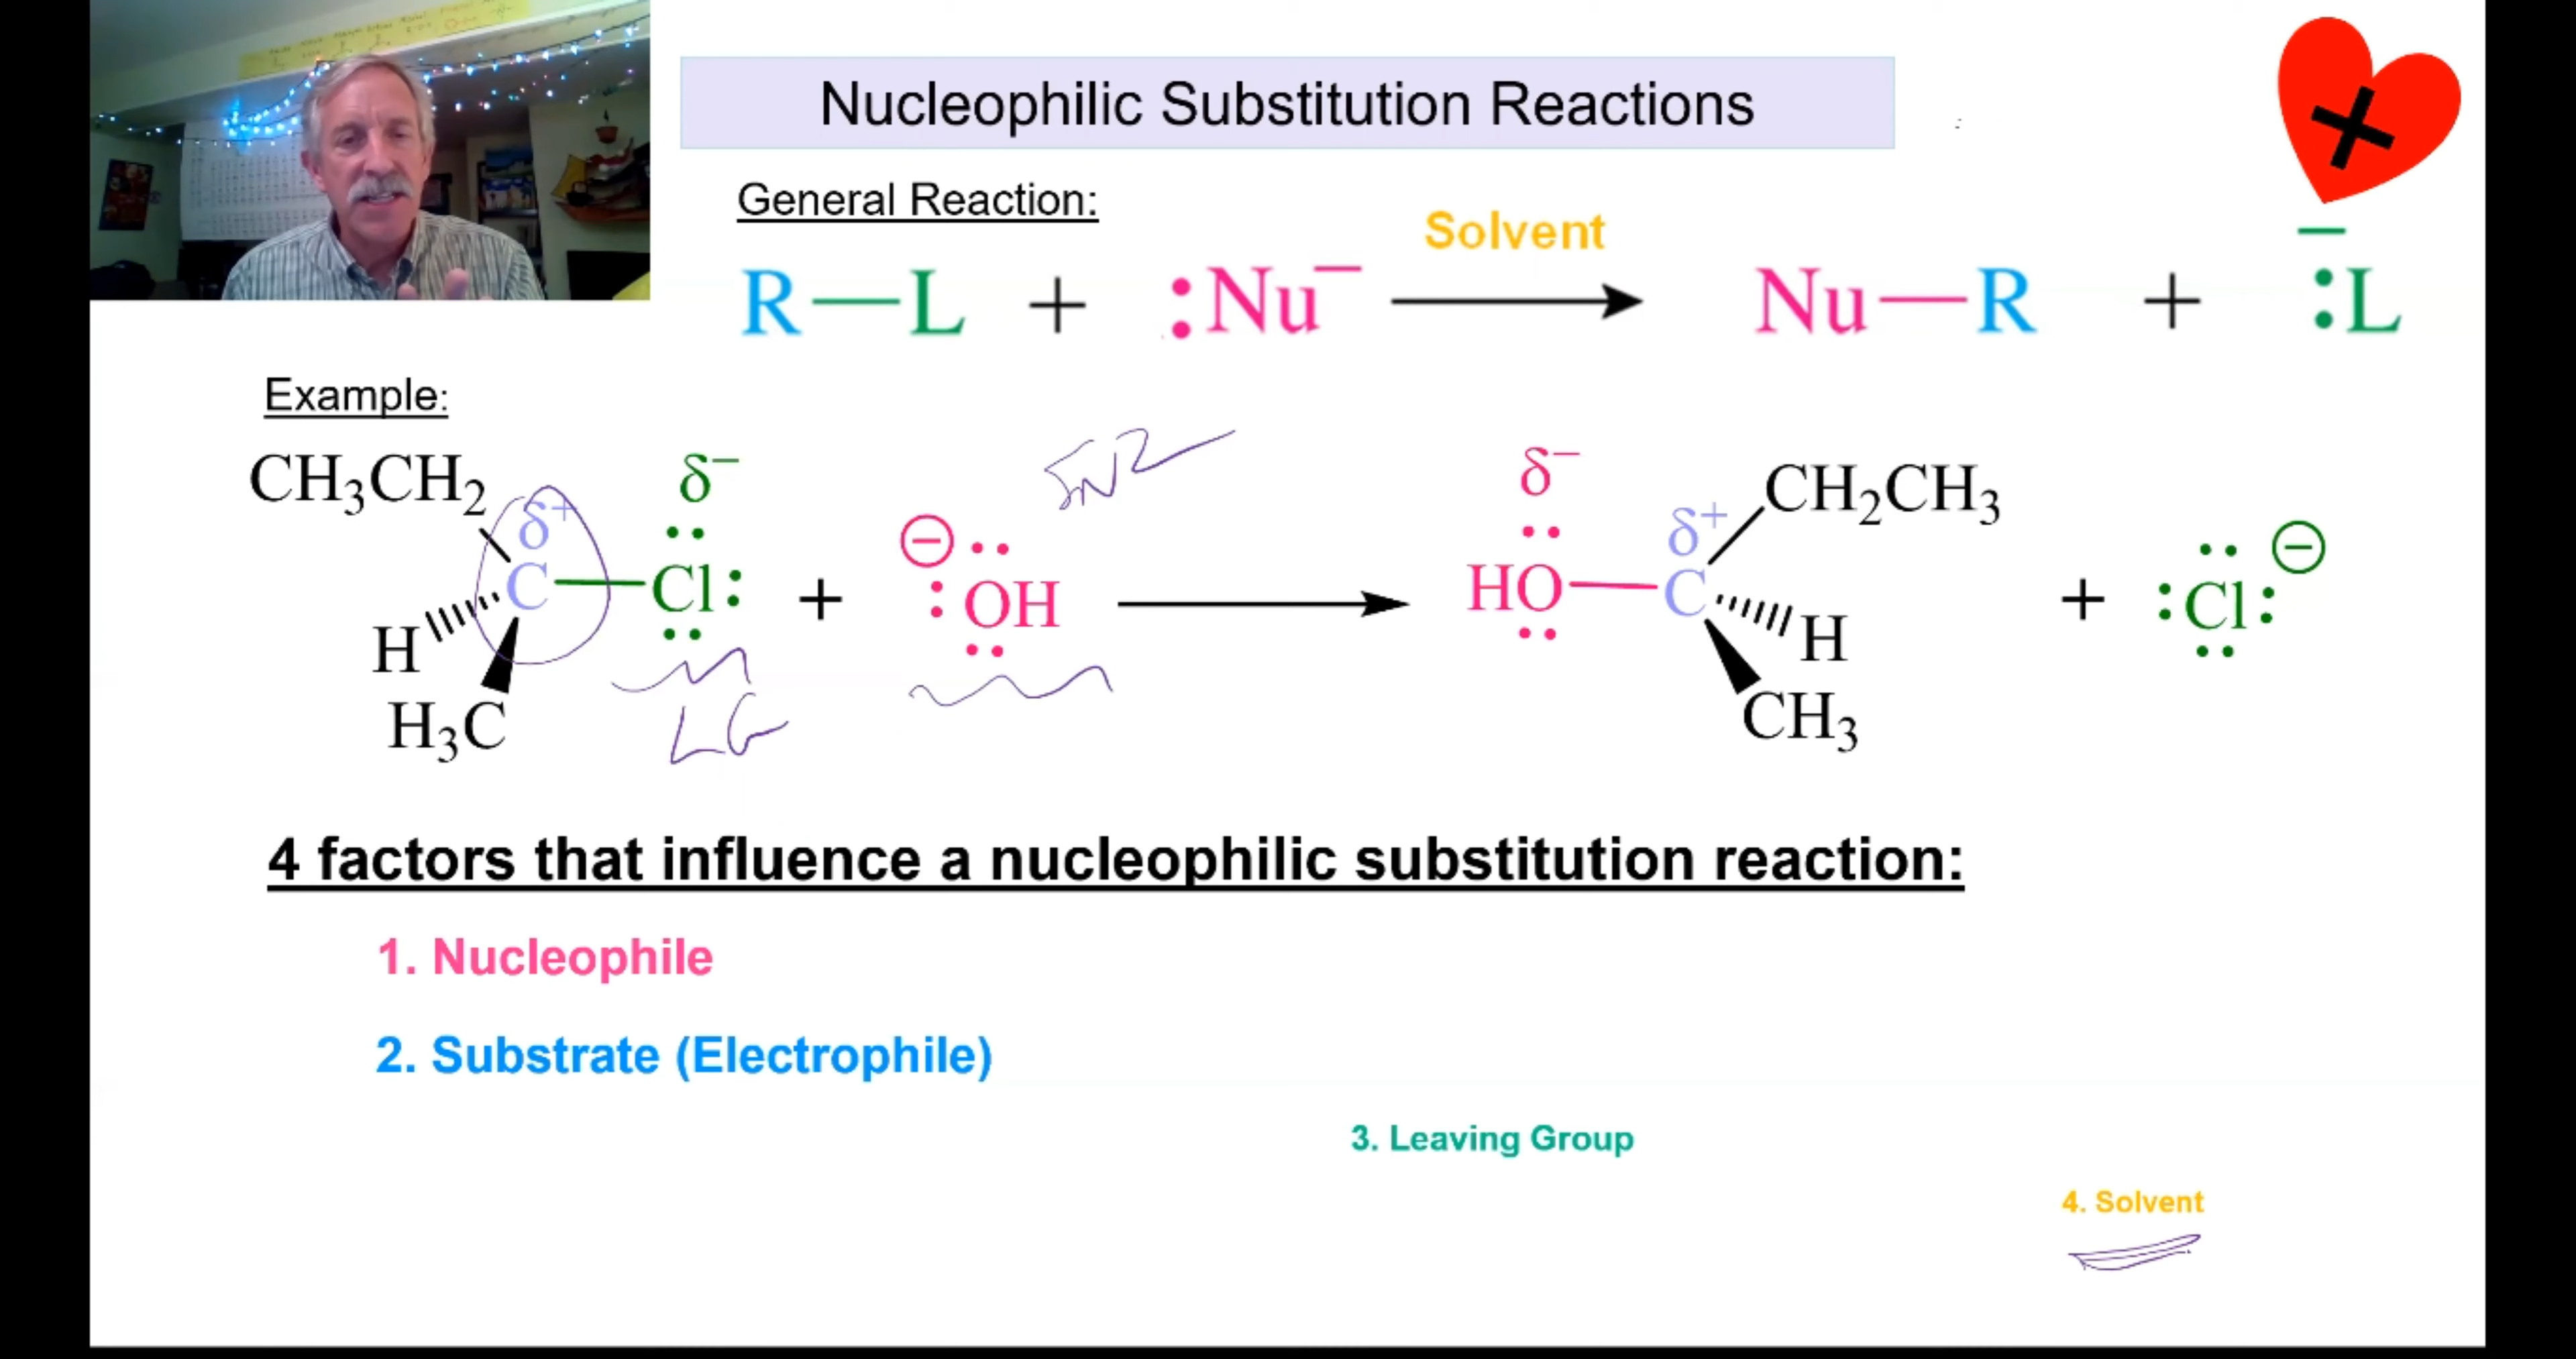 Nucleophilic Substitution Reactions
General Reaction:
Solvent
R—L + :Nu⁻ → Nu—R + :L⁻
Example:
SN2
CH₃CH₂ δ⁺ δ⁻ δ⁻ δ⁺ CH₂CH₃
C—Cl: + ⊖:OH → HO—C + :Cl:⊖
H H
H₃C CH₃
LG
4 factors that influence a nucleophilic substitution reaction:
1. Nucleophile
2. Substrate (Electrophile)
3. Leaving Group
4. Solvent